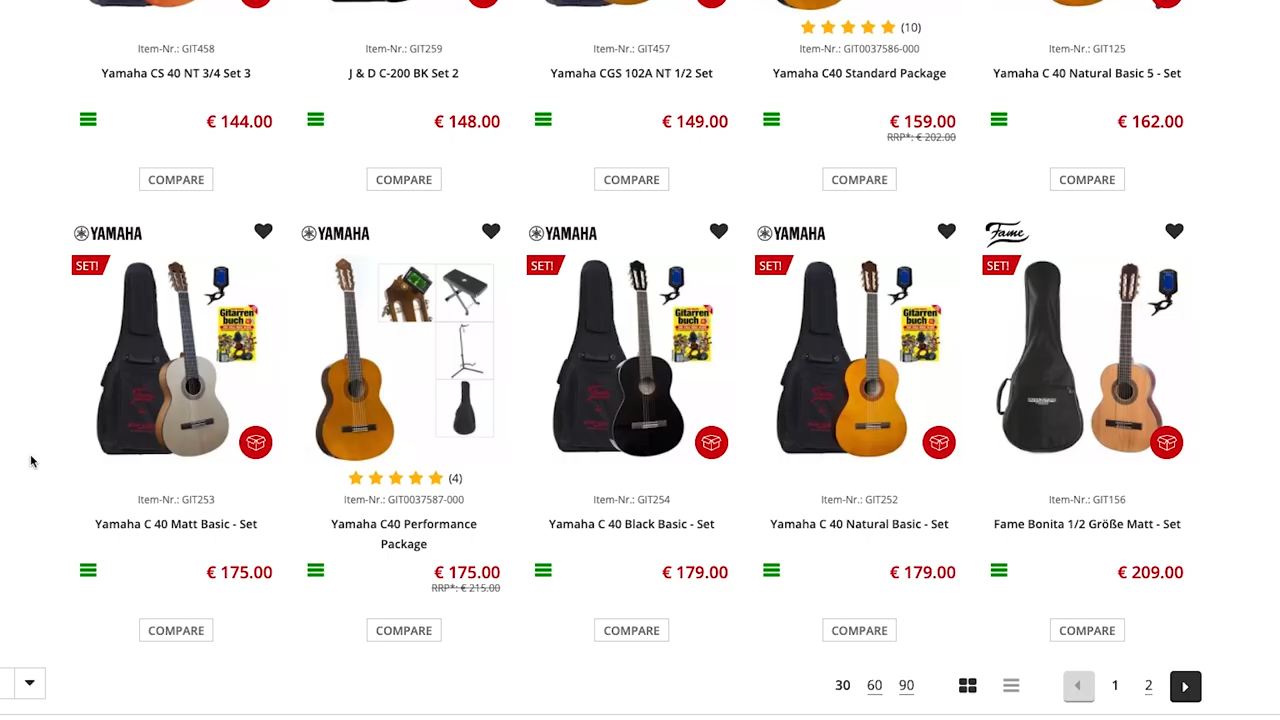 (10)
Item-Nr.: GIT458
Item-Nr.: GIT259
Item-Nr.: GIT457
Item-Nr.: GIT0037586-000
Item-Nr.: GIT125
Yamaha CS 40 NT 3/4 Set 3
J & D C-200 BK Set 2
Yamaha CGS 102A NT 1/2 Set
Yamaha C40 Standard Package
Yamaha C 40 Natural Basic 5 - Set
€ 144.00
€ 148.00
€ 149.00
€ 159.00
€ 162.00
RRP*: € 202.00
COMPARE
COMPARE
COMPARE
COMPARE
COMPARE
YAMAHA
YAMAHA
YAMAHA
YAMAHA
Fame
SET!
SET!
SET!
SET!
Gitarren
buch
Gitarren
buch
Gitarren
buch
(4)
Item-Nr.: GIT253
Item-Nr.: GIT0037587-000
Item-Nr.: GIT254
Item-Nr.: GIT252
Item-Nr.: GIT156
Yamaha C 40 Matt Basic - Set
Yamaha C40 Performance
Package
Yamaha C 40 Black Basic - Set
Yamaha C 40 Natural Basic - Set
Fame Bonita 1/2 Größe Matt - Set
€ 175.00
€ 175.00
€ 179.00
€ 179.00
€ 209.00
RRP*: € 215.00
COMPARE
COMPARE
COMPARE
COMPARE
COMPARE
30
60
90
1
2